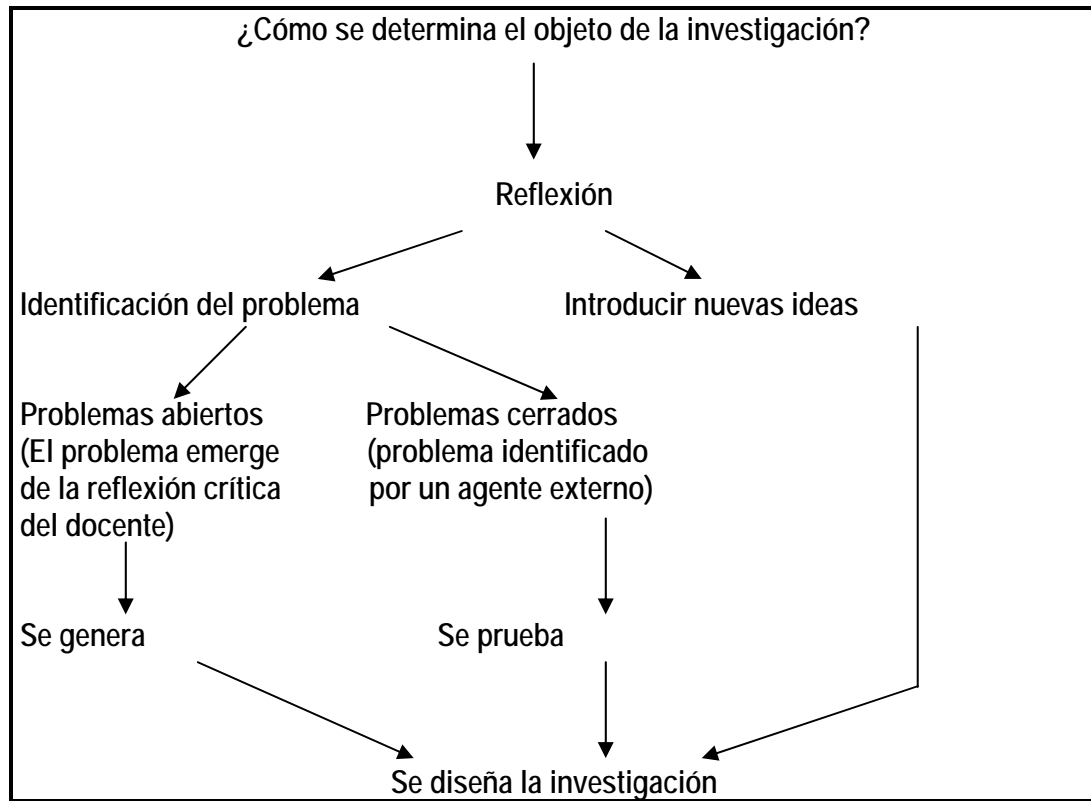 ¿Cómo se determina el objeto de la investigación?
Reflexión
Identificación del problema
Introducir nuevas ideas
Problemas abiertos
(El problema emerge
de la reflexión crítica
del docente)
Problemas cerrados
(problema identificado
por un agente externo)
Se genera
Se prueba
Se diseña la investigación